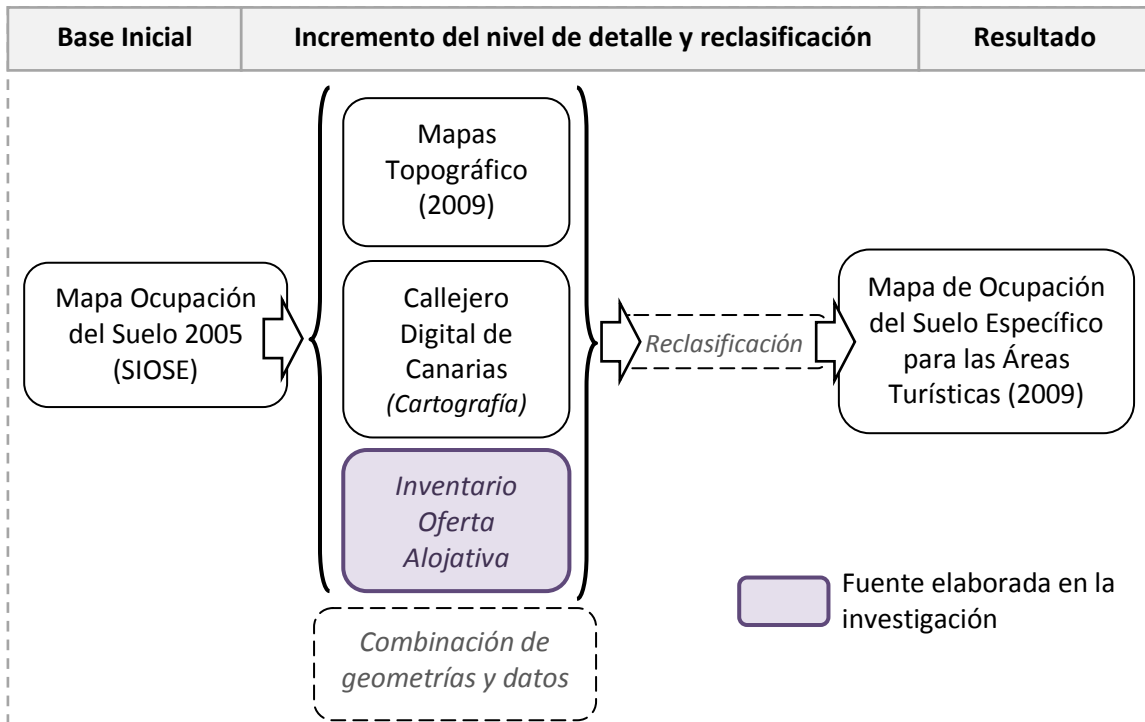 Base Inicial
Incremento del nivel de detalle y reclasificación
Resultado
Mapa Ocupación
del Suelo 2005
(SIOSE)
Mapas
Topográfico
(2009)
Callejero
Digital de
Canarias
(Cartografía)
Inventario
Oferta
Alojativa
Combinación de
geometrías y datos
Reclasificación
Mapa de Ocupación
del Suelo Específico
para las Áreas
Turísticas (2009)
Fuente elaborada en la
investigación